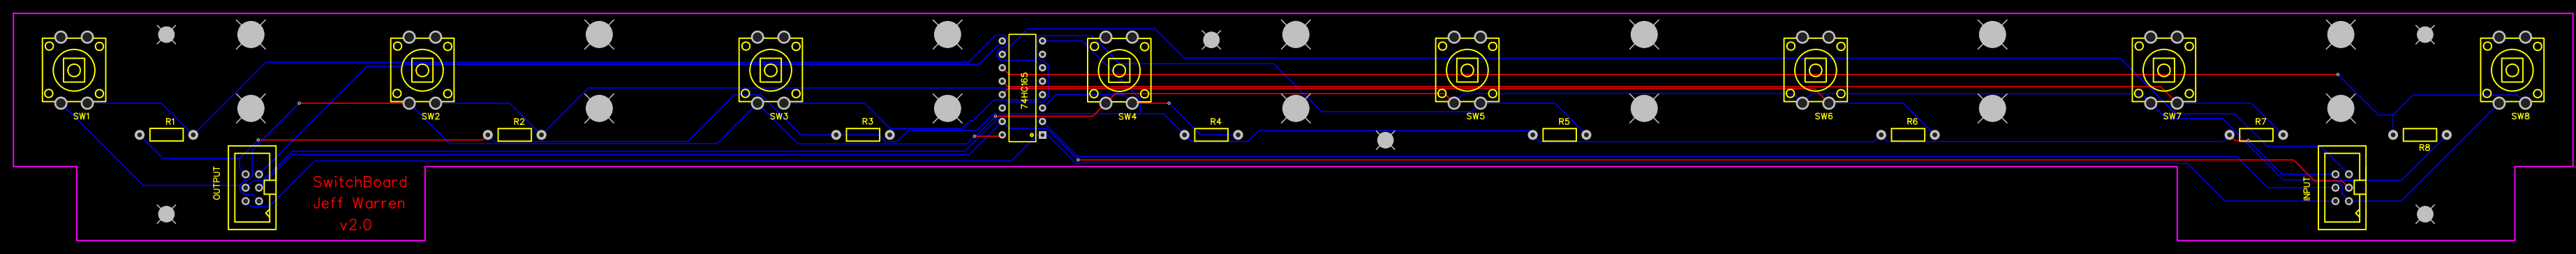 SW1
R1
SW2
R2
SW3
R3
74HC165
SW4
R4
SW5
R5
SW6
R6
SW7
R7
SW8
R8
OUTPUT
SwitchBoard
Jeff Warren
v2.0
INPUT